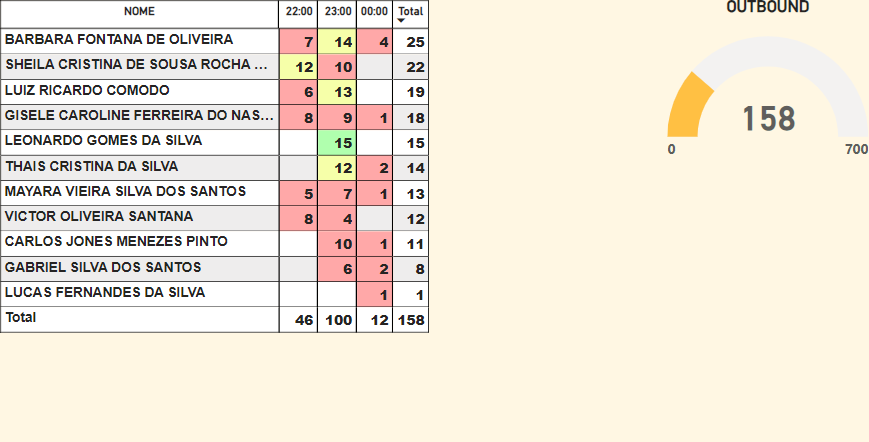 NOME 22:00 23:00 00:00 Total
BARBARA FONTANA DE OLIVEIRA 7 14 4 25
SHEILA CRISTINA DE SOUSA ROCHA ... 12 10 22
LUIZ RICARDO COMODO 6 13 19
GISELE CAROLINE FERREIRA DO NAS... 8 9 1 18
LEONARDO GOMES DA SILVA 15 15
THAIS CRISTINA DA SILVA 12 2 14
MAYARA VIEIRA SILVA DOS SANTOS 5 7 1 13
VICTOR OLIVEIRA SANTANA 8 4 12
CARLOS JONES MENEZES PINTO 10 1 11
GABRIEL SILVA DOS SANTOS 6 2 8
LUCAS FERNANDES DA SILVA 1 1
Total 46 100 12 158
OUTBOUND
158
0 700